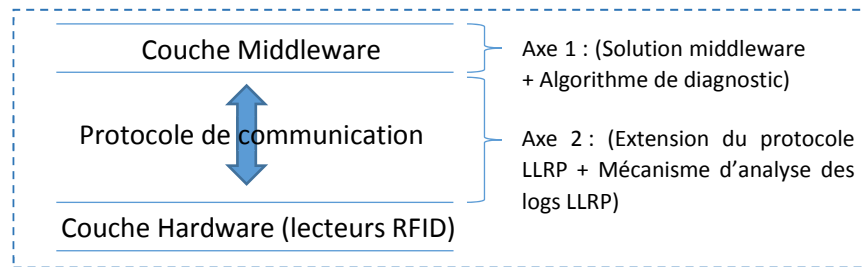 Couche Middleware
Axe 1 : (Solution middleware
+ Algorithme de diagnostic)
Protocole de communication
Axe 2 : (Extension du protocole
LLRP + Mécanisme d'analyse des
logs LLRP)
Couche Hardware (lecteurs RFID)